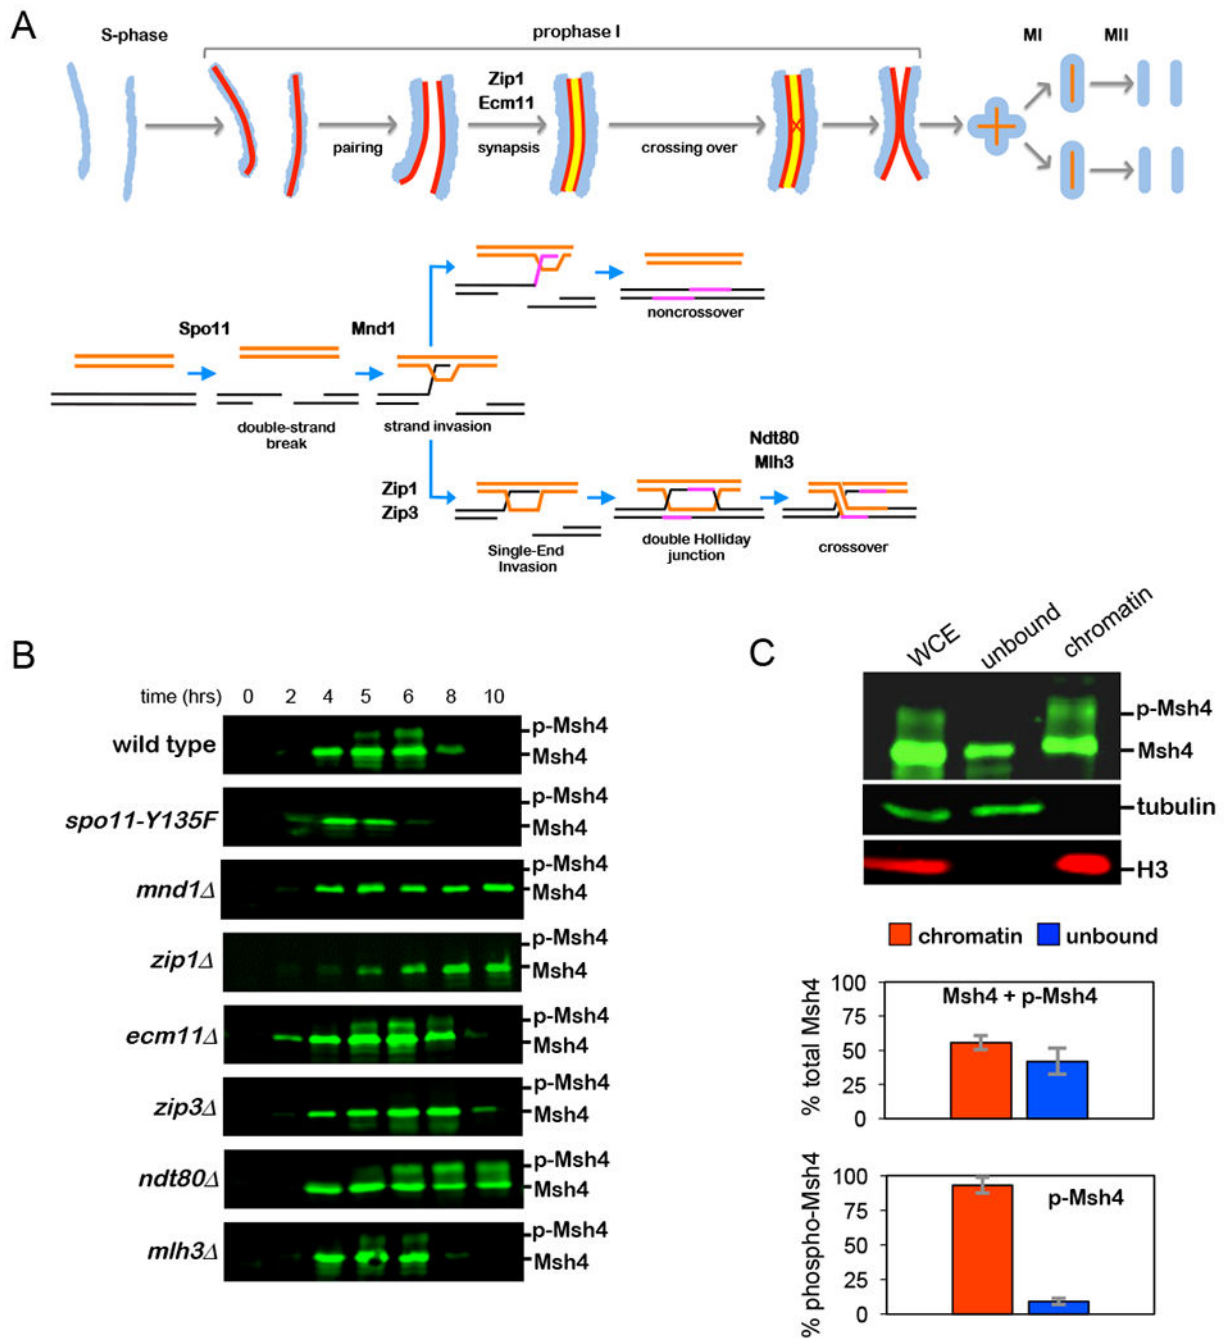 A
S-phase
prophase I
MI
MII
Zip1
Ecm11
pairing
synapsis
crossing over
Spo11
Mnd1
double-strand
break
strand invasion
noncrossover
Zip1
Zip3
Ndt80
Mlh3
Single-End
Invasion
double Holliday
junction
crossover
B
time (hrs) 0 2 4 5 6 8 10
wild type
p-Msh4
Msh4
spo11-Y135F
p-Msh4
Msh4
mnd1Δ
p-Msh4
Msh4
zip1Δ
p-Msh4
Msh4
ecm11Δ
p-Msh4
Msh4
zip3Δ
p-Msh4
Msh4
ndt80Δ
p-Msh4
Msh4
mlh3Δ
p-Msh4
Msh4
C
WCE
unbound
chromatin
p-Msh4
Msh4
tubulin
H3
chromatin
unbound
% total Msh4
100
75
50
25
0
Msh4 + p-Msh4
% phospho-Msh4
100
75
50
25
0
p-Msh4